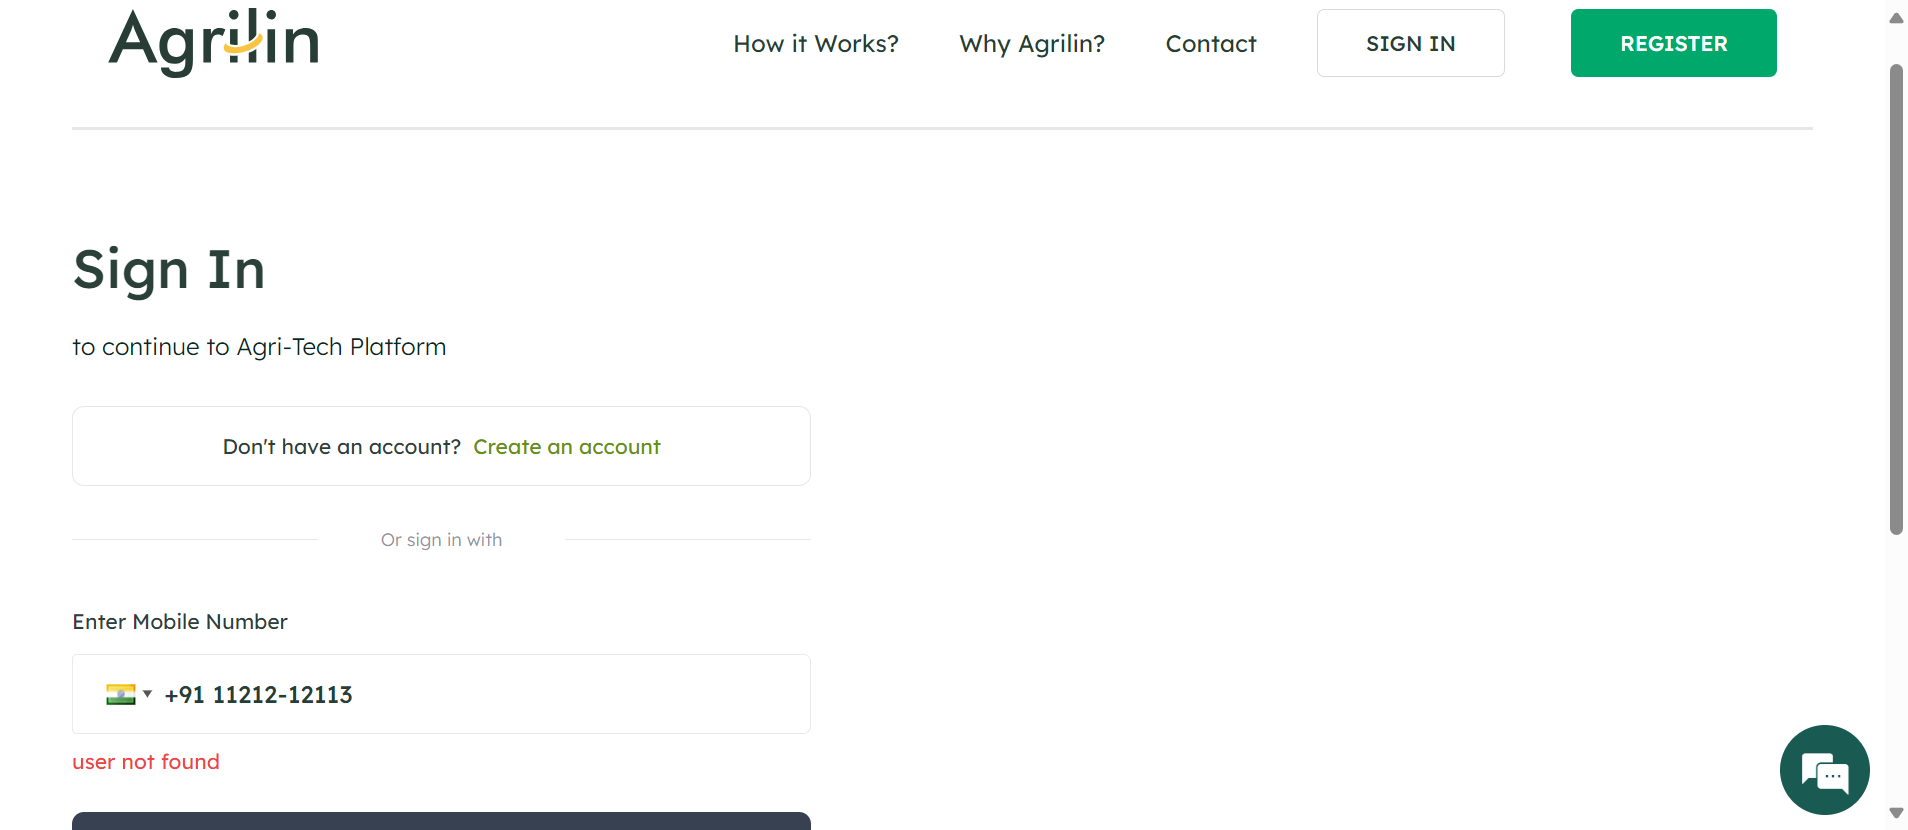 Agrilin
How it Works? Why Agrilin? Contact SIGN IN REGISTER
Sign In
to continue to Agri-Tech Platform
Don't have an account? Create an account
Or sign in with
Enter Mobile Number
+91 11212-12113
user not found